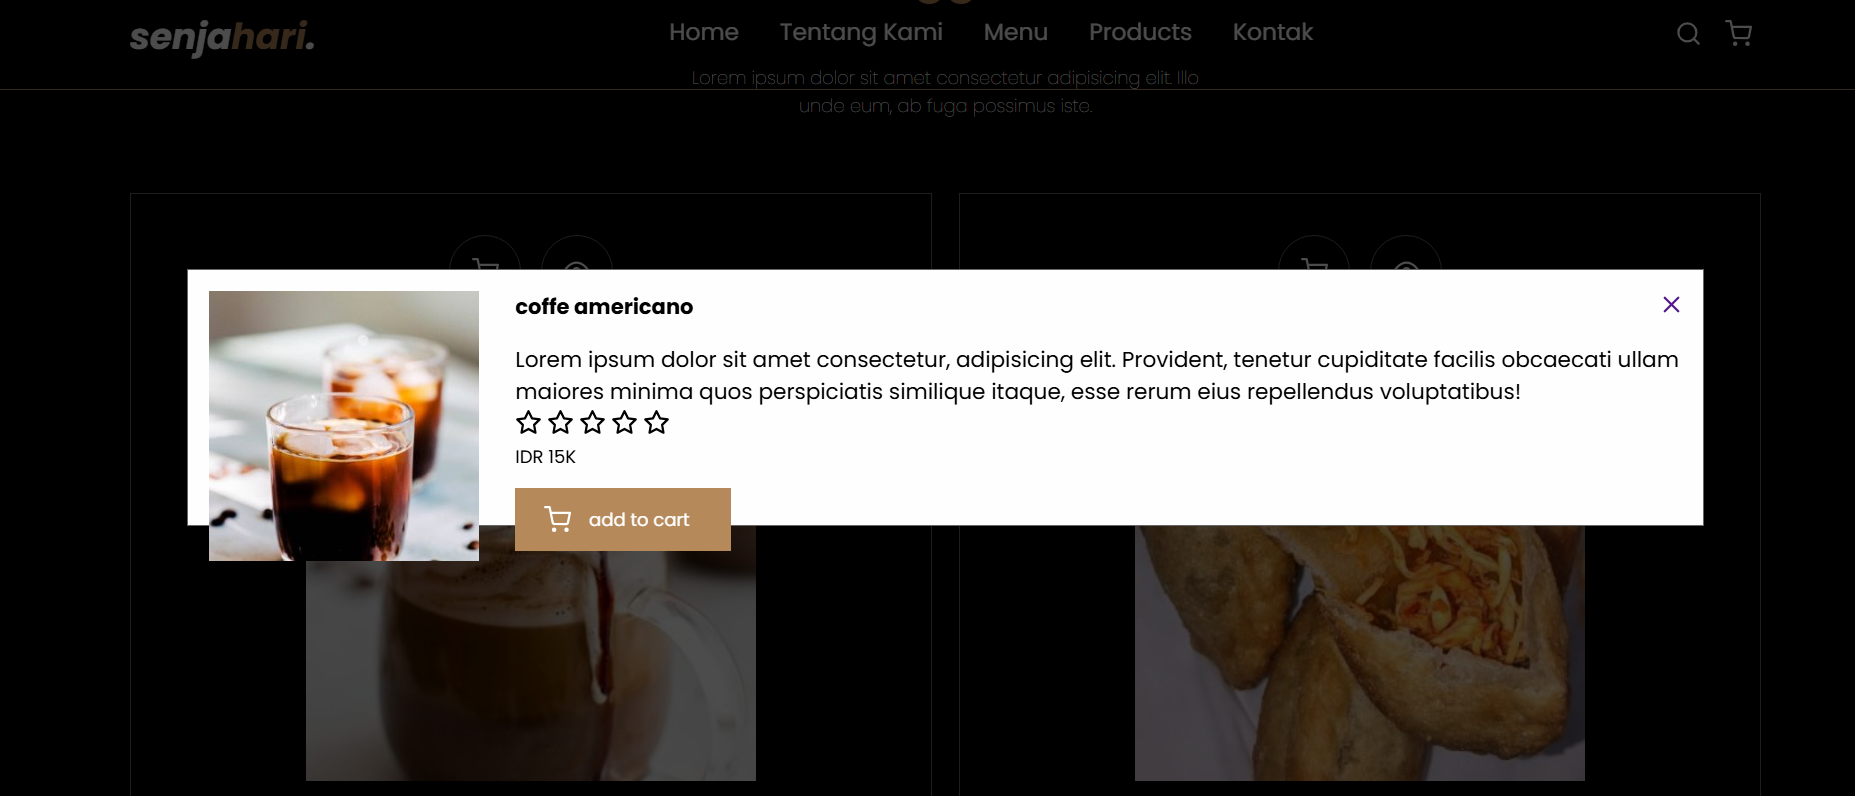 senjahari.
Home Tentang Kami Menu Products Kontak
Lorem ipsum dolor sit amet consectetur adipisicing elit. Illo
unde eum, ab fuga possimus iste.
coffe americano
Lorem ipsum dolor sit amet consectetur, adipisicing elit. Provident, tenetur cupiditate facilis obcaecati ullam
maiores minima quos perspiciatis similique itaque, esse rerum eius repellendus voluptatibus!
IDR 15K
add to cart